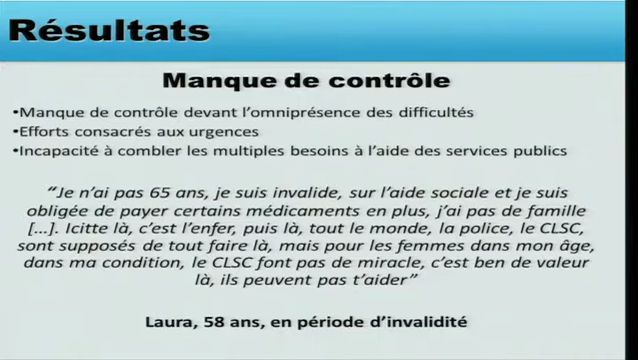 Résultats
Manque de contrôle
•Manque de contrôle devant l'omniprésence des difficultés
•Efforts consacrés aux urgences
•Incapacité à combler les multiples besoins à l'aide des services publics
"Je n'ai pas 65 ans, je suis invalide, sur l'aide sociale et je suis
obligée de payer certains médicaments en plus, j'ai pas de famille
[...]. Icitte là, c'est l'enfer, puis là, tout le monde, la police, le CLSC,
sont supposés de tout faire là, mais pour les femmes dans mon âge,
dans ma condition, le CLSC font pas de miracle, c'est ben de valeur
là, ils peuvent pas t'aider"
Laura, 58 ans, en période d'invalidité